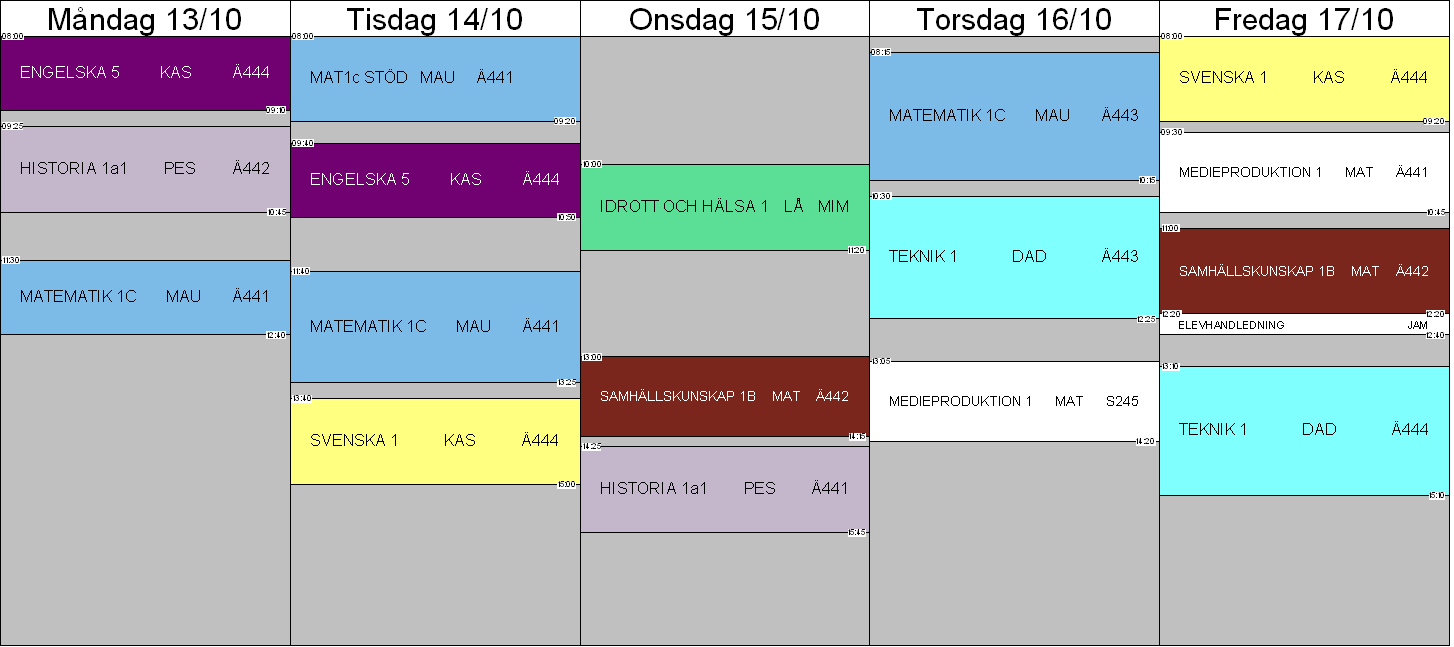 Måndag 13/10
08:00
ENGELSKA 5 KAS Ä444
09:10
09:25
HISTORIA 1a1 PES Ä442
10:45
11:30
MATEMATIK 1C MAU Ä441
12:40
Tisdag 14/10
08:00
MAT1c STÖD MAU Ä441
09:20
09:40
ENGELSKA 5 KAS Ä444
10:50
11:40
MATEMATIK 1C MAU Ä441
13:25
13:40
SVENSKA 1 KAS Ä444
15:00
Onsdag 15/10
10:00
IDROTT OCH HÄLSA 1 LÅ MIM
11:20
13:00
SAMHÄLLSKUNSKAP 1B MAT Ä442
14:15
14:25
HISTORIA 1a1 PES Ä441
15:45
Torsdag 16/10
08:15
MATEMATIK 1C MAU Ä443
10:15
10:30
TEKNIK 1 DAD Ä443
12:25
13:05
MEDIEPRODUKTION 1 MAT S245
14:20
Fredag 17/10
08:00
SVENSKA 1 KAS Ä444
09:20
09:30
MEDIEPRODUKTION 1 MAT Ä441
10:45
11:00
SAMHÄLLSKUNSKAP 1B MAT Ä442
12:20
12:20
ELEVHANDLEDNING JAM
12:40
13:10
TEKNIK 1 DAD Ä444
15:10